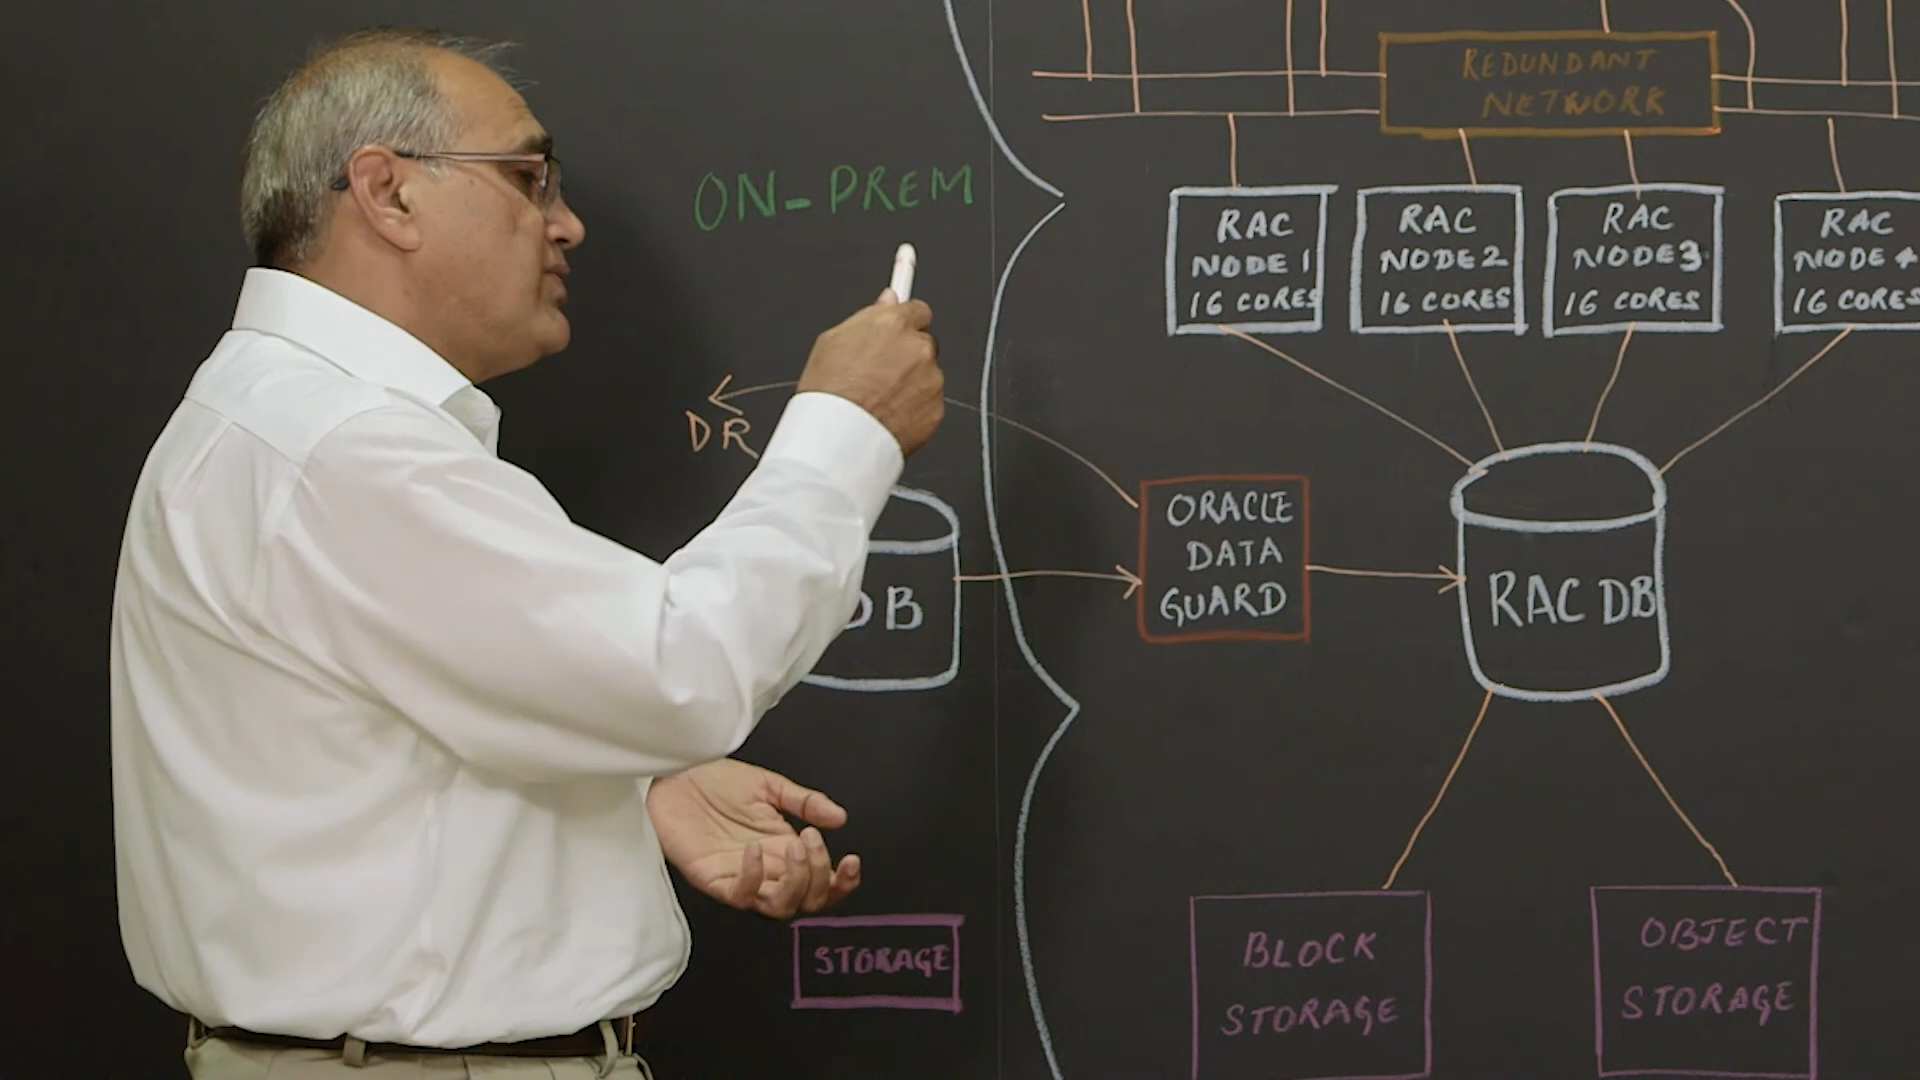 REDUNDANT
NETWORK
ON-PREM
RAC
NODE 1
16 CORES
RAC
NODE 2
16 CORES
RAC
NODE 3
16 CORES
RAC
NODE 4
16 CORES
DR
DB
ORACLE
DATA
GUARD
RAC DB
STORAGE
BLOCK
STORAGE
OBJECT
STORAGE